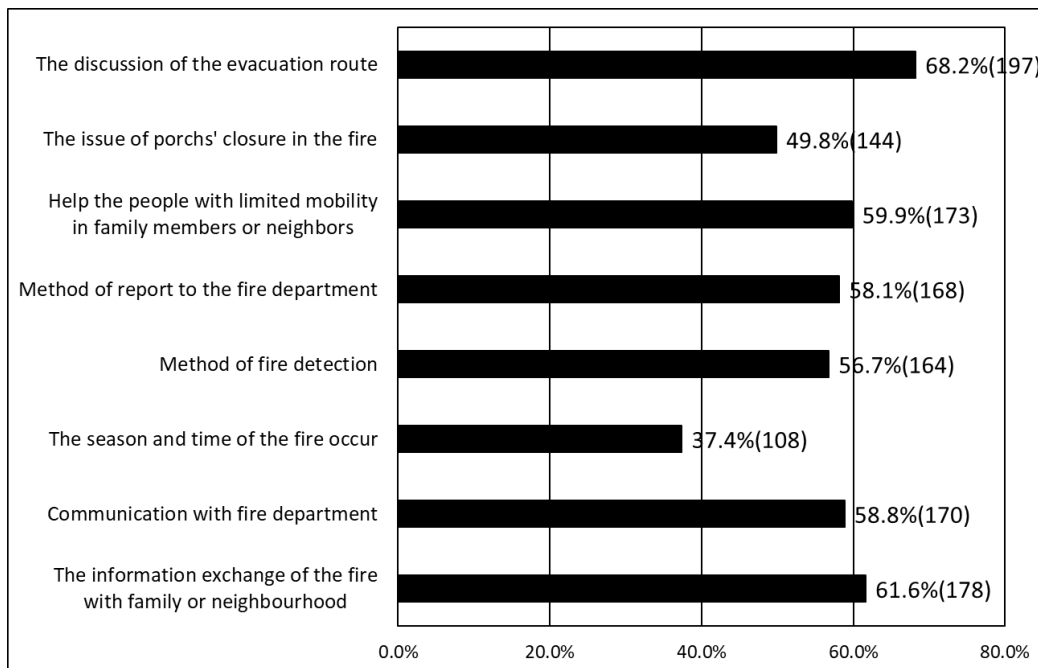 The discussion of the evacuation route
68.2%(197)
The issue of porchs' closure in the fire
49.8%(144)
Help the people with limited mobility
in family members or neighbors
59.9%(173)
Method of report to the fire department
58.1%(168)
Method of fire detection
56.7%(164)
The season and time of the fire occur
37.4%(108)
Communication with fire department
58.8%(170)
The information exchange of the fire
with family or neighbourhood
61.6%(178)
0.0% 20.0% 40.0% 60.0% 80.0%